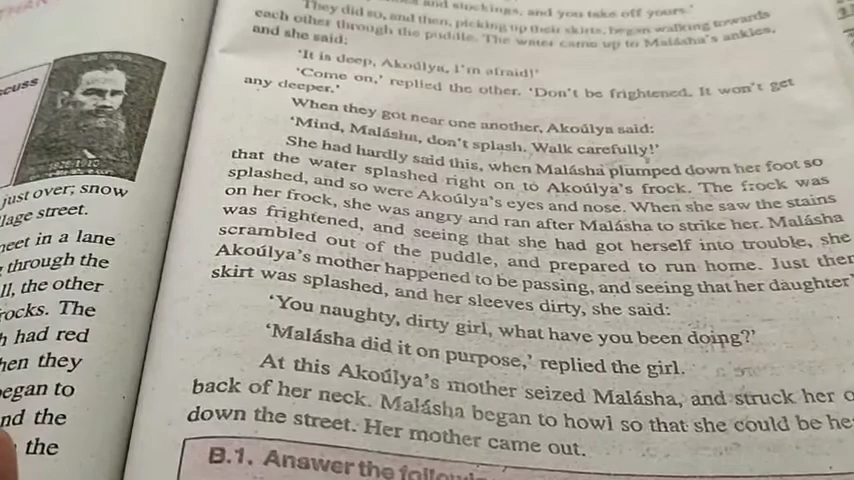 cuss
just over; snow
lage street.
meet in a lane
through the
ll, the other
rocks. The
h had red
hen they
egan to
nd the
the
and stockings, and you take off yours.'
They did so, and then, picking up their skirts, began walking towards
each other through the puddle. The water came up to Malásha's ankles,
and she said:
'It is deep, Akoúlya, I'm afraid!'
'Come on,' replied the other. 'Don't be frightened. It won't get
any deeper.'
When they got near one another, Akoúlya said:
'Mind, Malásha, don't splash. Walk carefully!'
She had hardly said this, when Malásha plumped down her foot so
that the water splashed right on to Akoúlya's frock. The frock was
splashed, and so were Akoúlya's eyes and nose. When she saw the stains
on her frock, she was angry and ran after Malásha to strike her. Malásha
was frightened, and seeing that she had got herself into trouble, she
scrambled out of the puddle, and prepared to run home. Just then
Akoúlya's mother happened to be passing, and seeing that her daughter'
skirt was splashed, and her sleeves dirty, she said:
'You naughty, dirty girl, what have you been doing?'
'Malásha did it on purpose,' replied the girl.
At this Akoúlya's mother seized Malásha, and struck her o
back of her neck. Malásha began to howl so that she could be he
down the street. Her mother came out.
B.1. Answer the followi